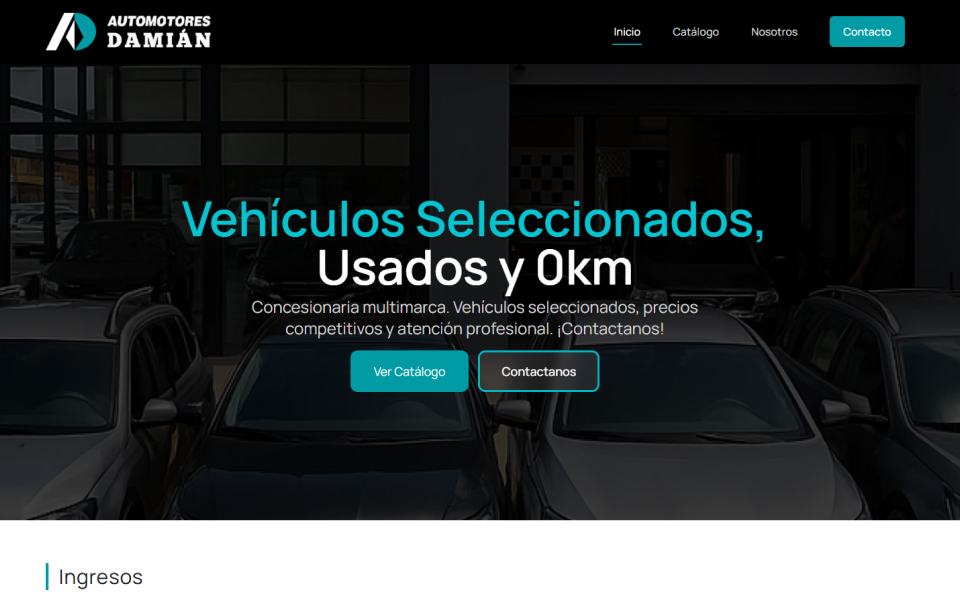 AUTOMOTORES
DAMIÁN
Inicio
Catálogo
Nosotros
Contacto
Vehículos Seleccionados,
Usados y 0km
Concesionaria multimarca. Vehículos seleccionados, precios
competitivos y atención profesional. ¡Contactanos!
Ver Catálogo
Contactanos
Ingresos